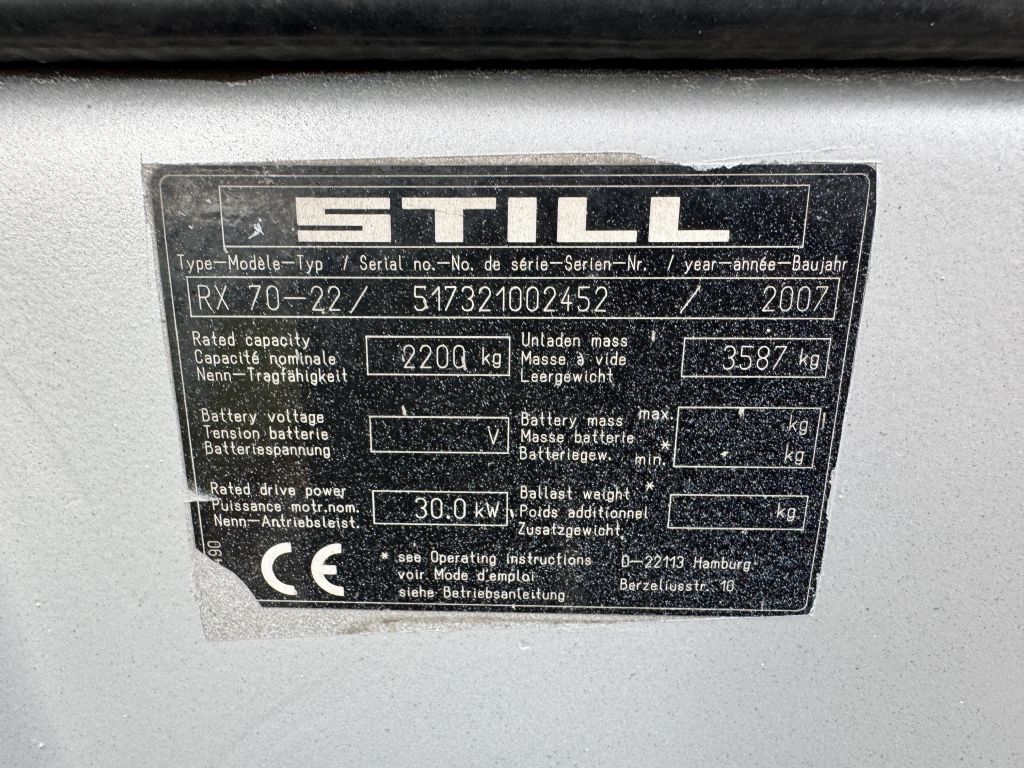 STILL
Type-Modèle-Typ / Serial no.-No. de série-Serien-Nr. / year-année-Baujahr
RX 70-22/ 517321002452 / 2007
Rated capacity
Capacité nominale
Nenn-Tragfähigkeit
2200 kg
Unladen mass
Masse à vide
Leergewicht
3587 kg
Battery voltage
Tension batterie
Batteriespannung
V
Battery mass max.
Masse batterie *
Batteriegew. min.
kg
kg
Rated drive power
Puissance motr.nom.
Nenn-Antriebsleist.
30.0 kW
Ballast weight *
Poids additionnel
Zusatzgewicht
kg
CE
* see Operating instructions
voir Mode d'emploi
siehe Betriebsanleitung
D-22113 Hamburg
Berzeliusstr. 10